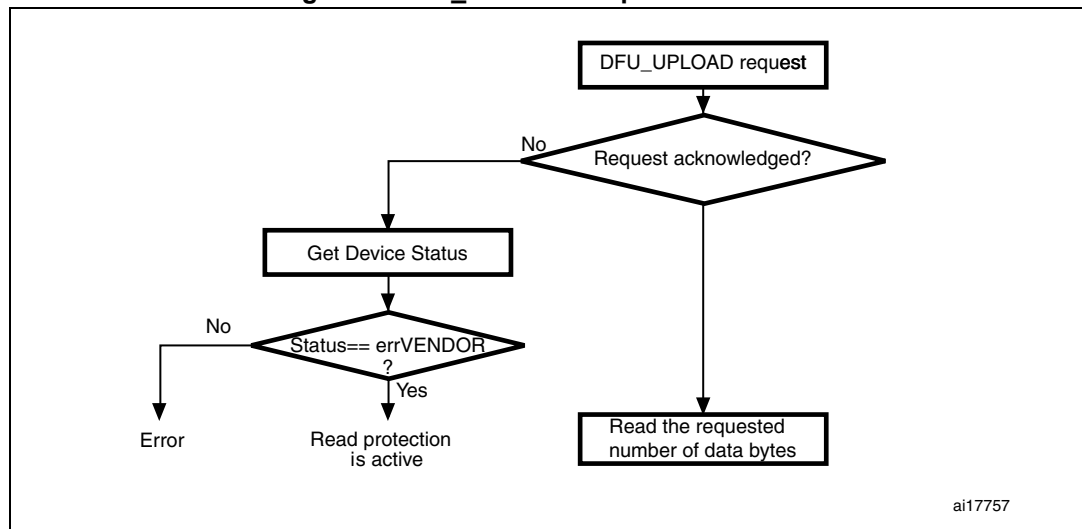 DFU_UPLOAD request
No
Request acknowledged?
Get Device Status
No
Status== errVENDOR
?
Yes
Error
Read protection
is active
Read the requested
number of data bytes
ai17757